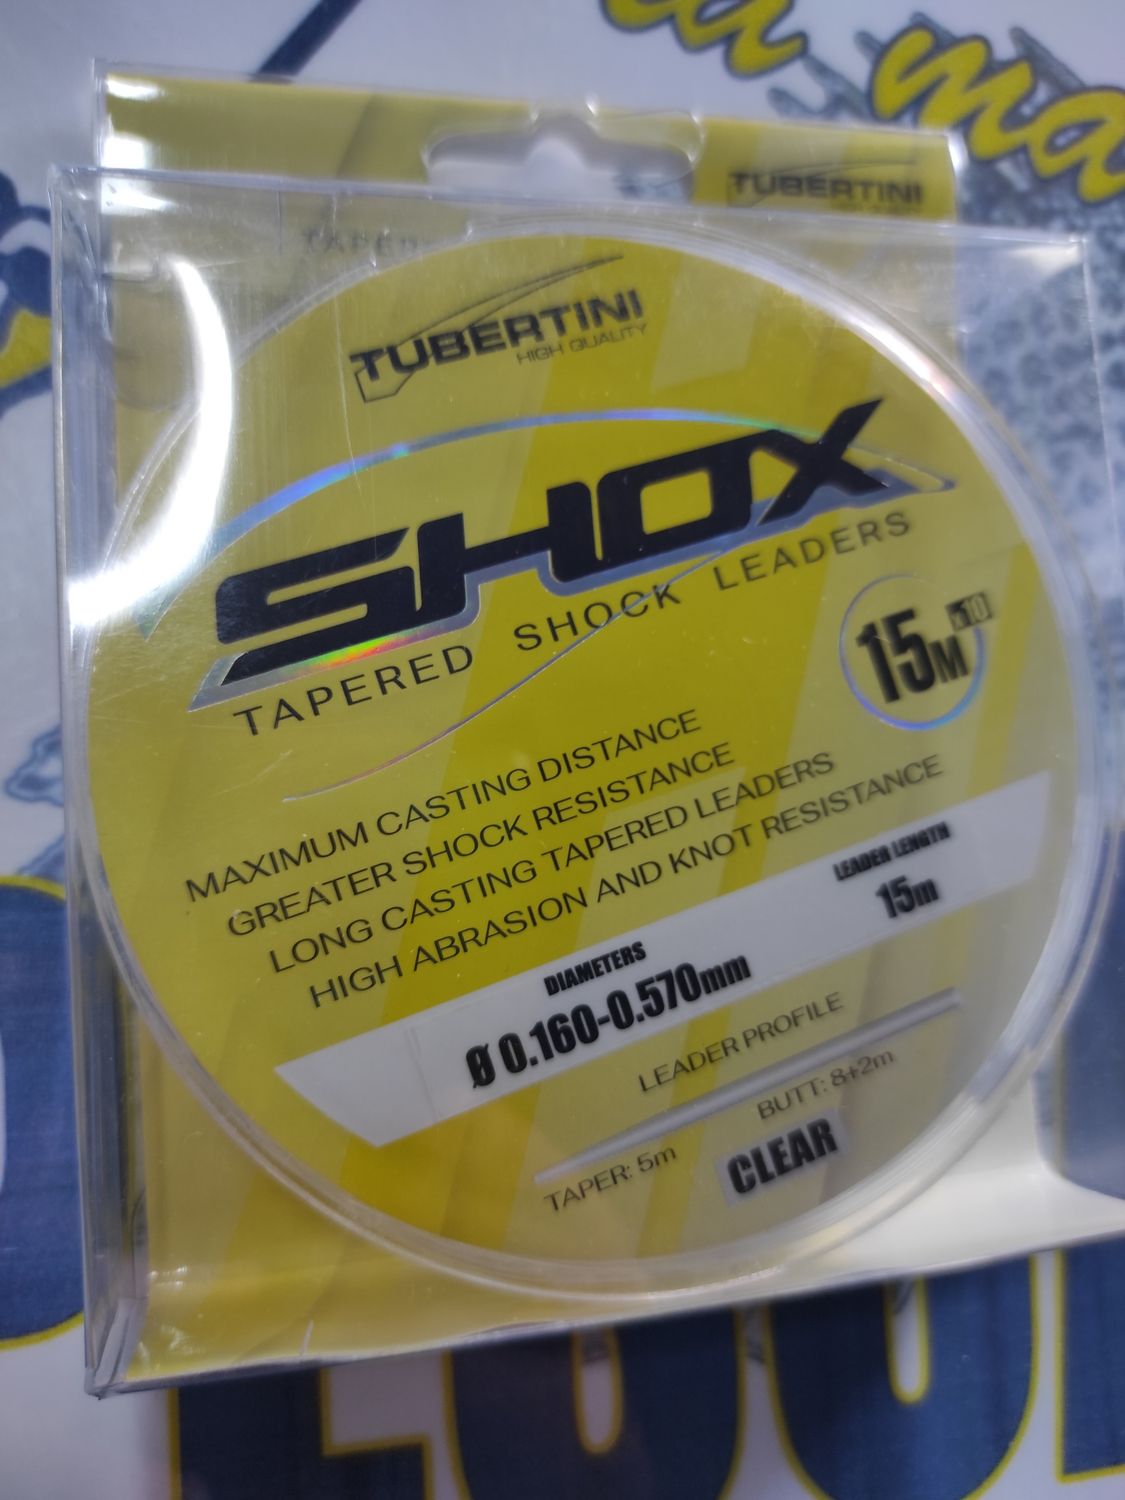 TUBERTINI
TAPER
TUBERTINI
HIGH QUALITY
SHOX
TAPERED SHOCK LEADERS
15M x10
MAXIMUM CASTING DISTANCE
GREATER SHOCK RESISTANCE
LONG CASTING TAPERED LEADERS
HIGH ABRASION AND KNOT RESISTANCE
LEADER LENGTH
15m
DIAMETERS
Ø 0.160-0.570mm
LEADER PROFILE
BUTT: 8+2m
TAPER: 5m
CLEAR